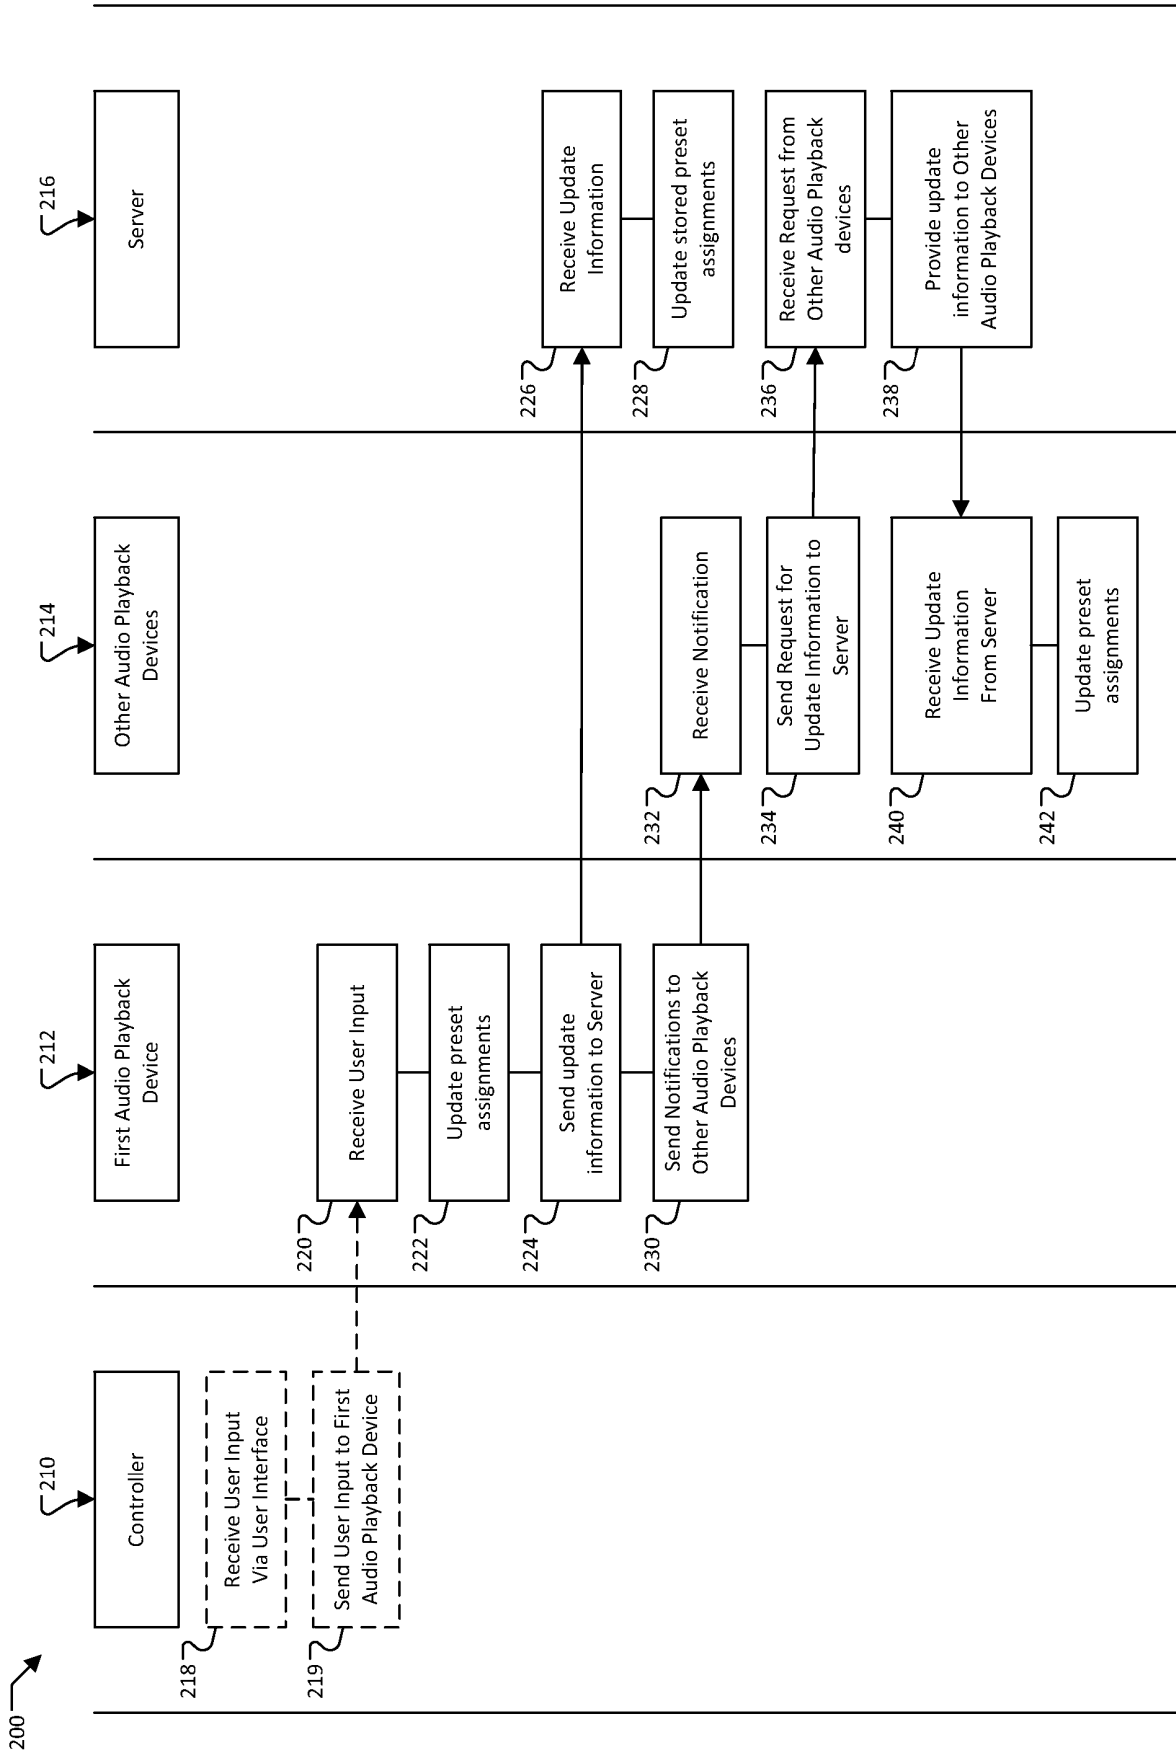 200
210
Controller
212
First Audio Playback
Device
214
Other Audio Playback
Devices
216
Server
218
Receive User Input
Via User Interface
219
Send User Input to First
Audio Playback Device
220
Receive User Input
222
Update preset
assignments
224
Send update
information to Server
230
Send Notifications to
Other Audio Playback
Devices
232
Receive Notification
234
Send Request for
Update Information to
Server
240
Receive Update
Information
From Server
242
Update preset
assignments
226
Receive Update
Information
228
Update stored preset
assignments
236
Receive Request from
Other Audio Playback
devices
238
Provide update
information to Other
Audio Playback Devices